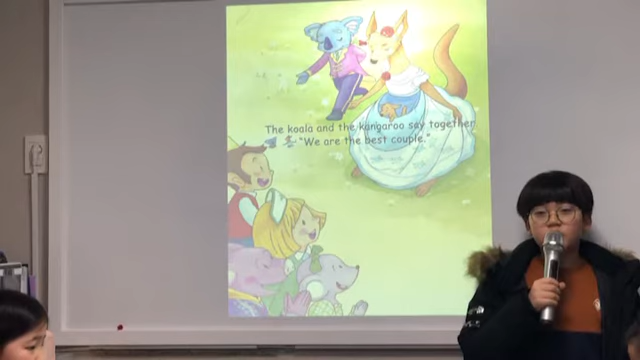 The koala and the kangaroo say together,
"We are the best couple."